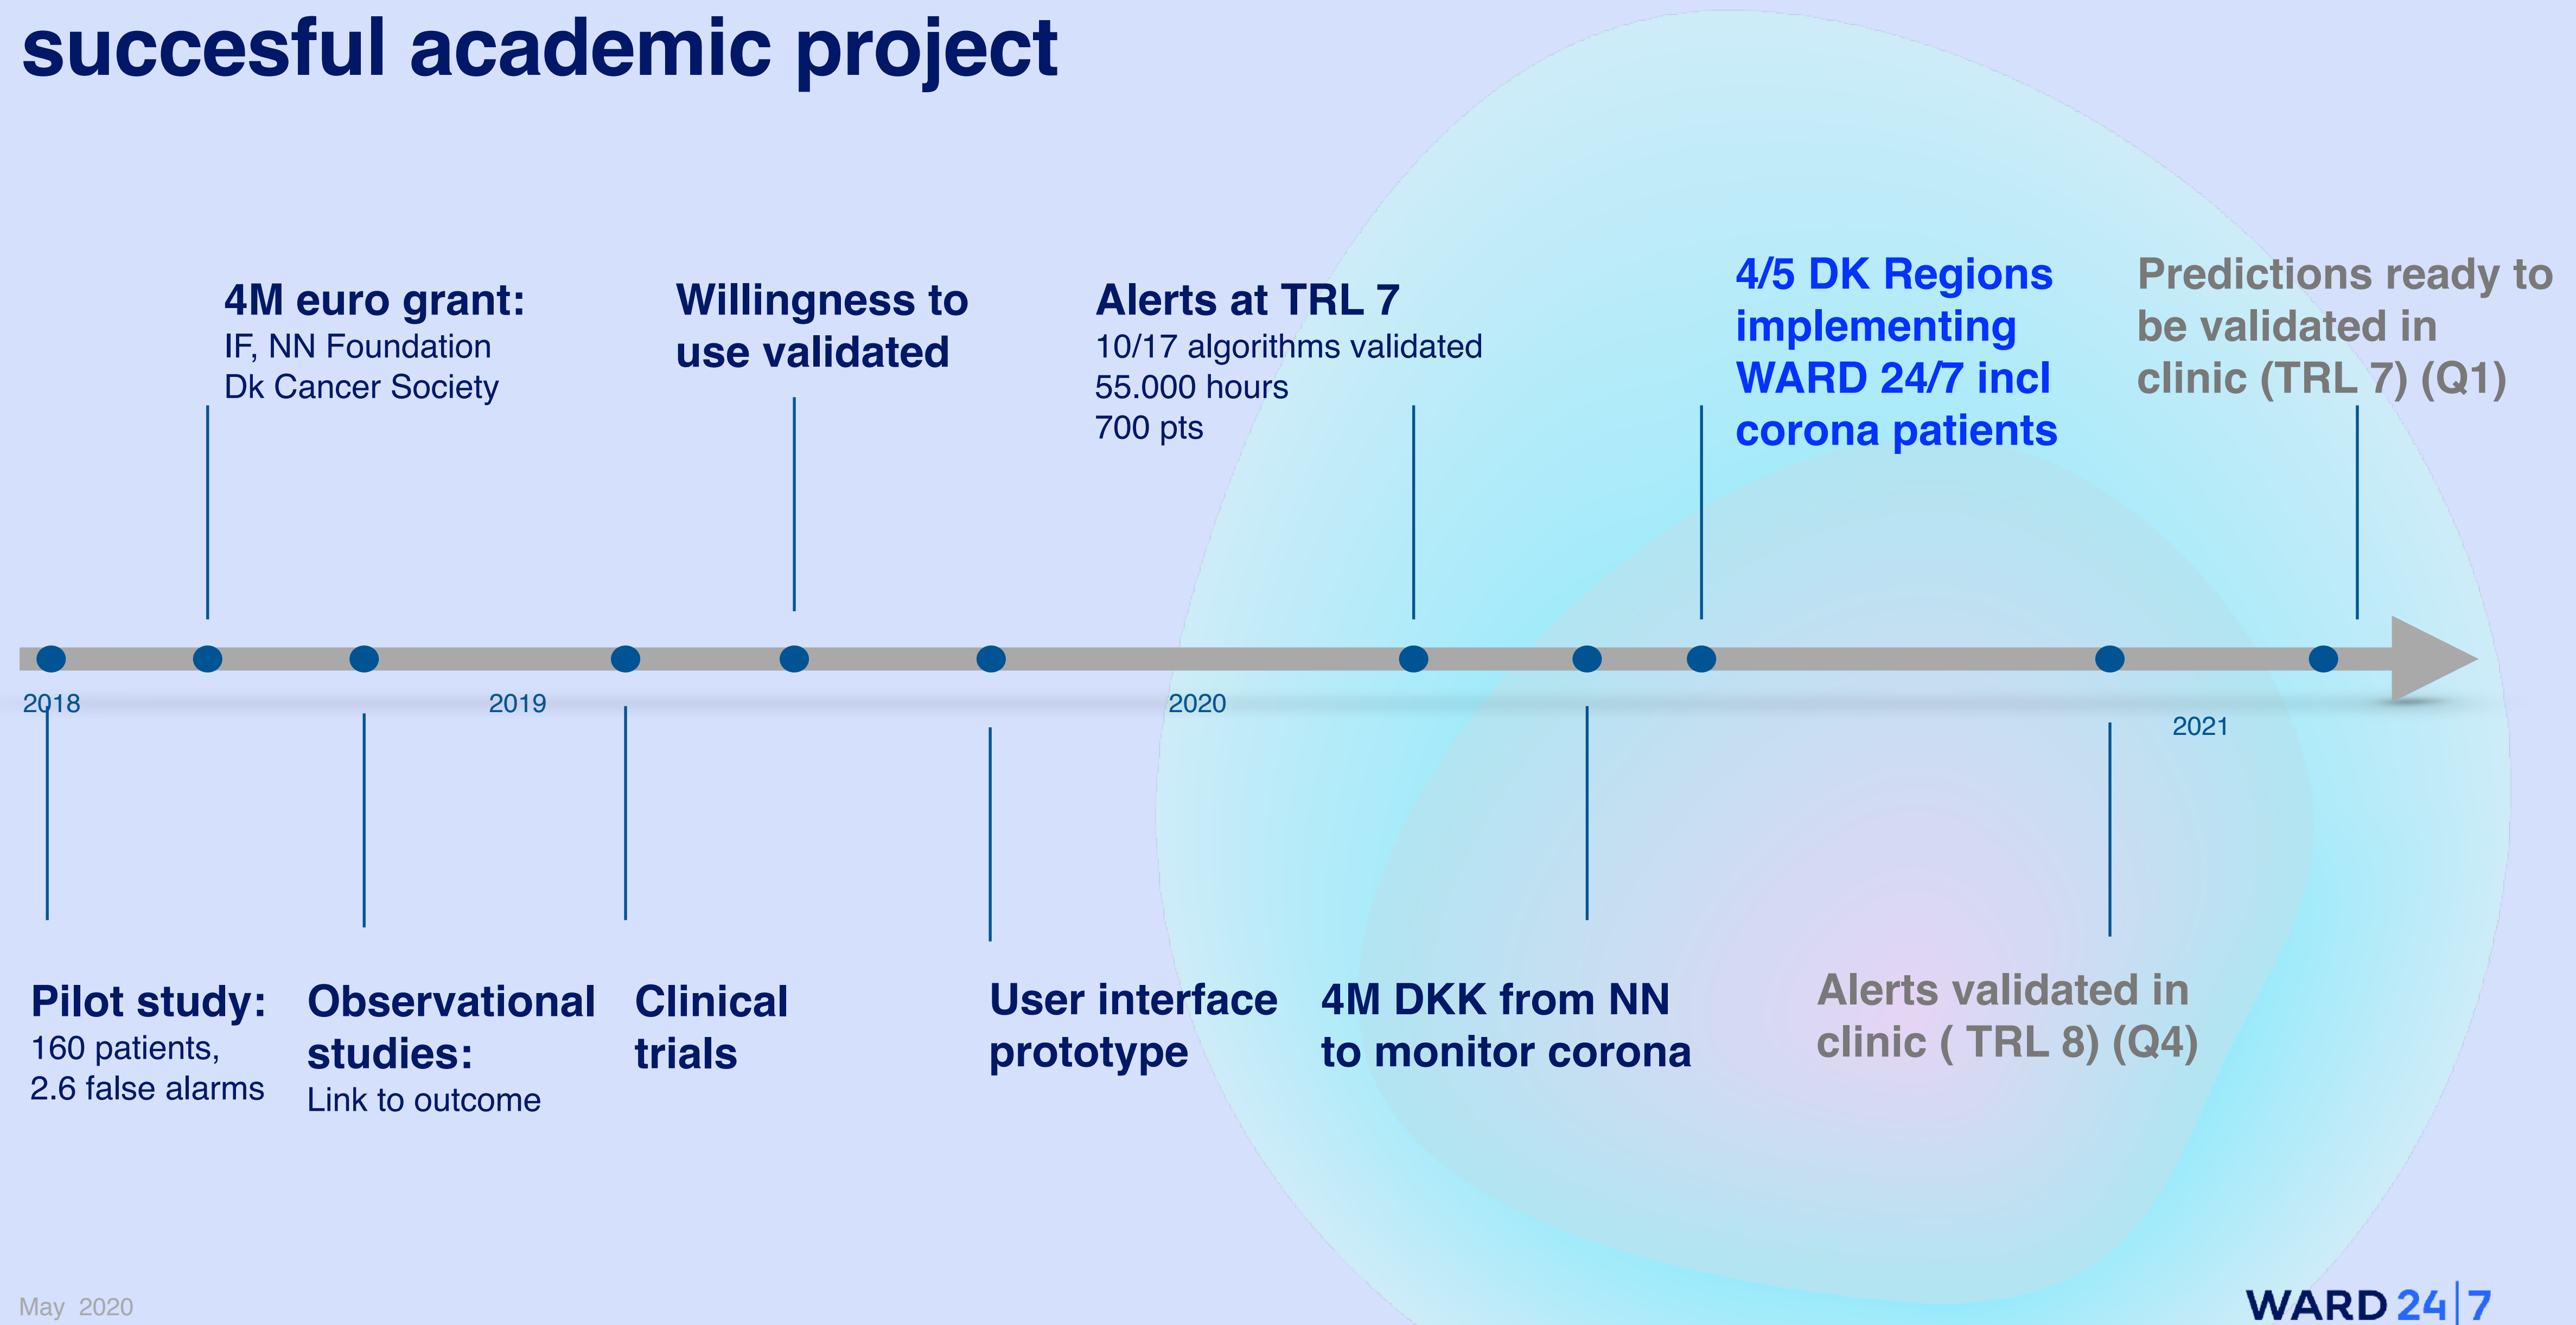 succesful academic project
4M euro grant:
IF, NN Foundation
Dk Cancer Society
Willingness to
use validated
Alerts at TRL 7
10/17 algorithms validated
55.000 hours
700 pts
4/5 DK Regions
implementing
WARD 24/7 incl
corona patients
Predictions ready to
be validated in
clinic (TRL 7) (Q1)
2018
2019
2020
2021
Pilot study:
160 patients,
2.6 false alarms
Observational
studies:
Link to outcome
Clinical
trials
User interface
prototype
4M DKK from NN
to monitor corona
Alerts validated in
clinic ( TRL 8) (Q4)
May 2020
WARD 24|7